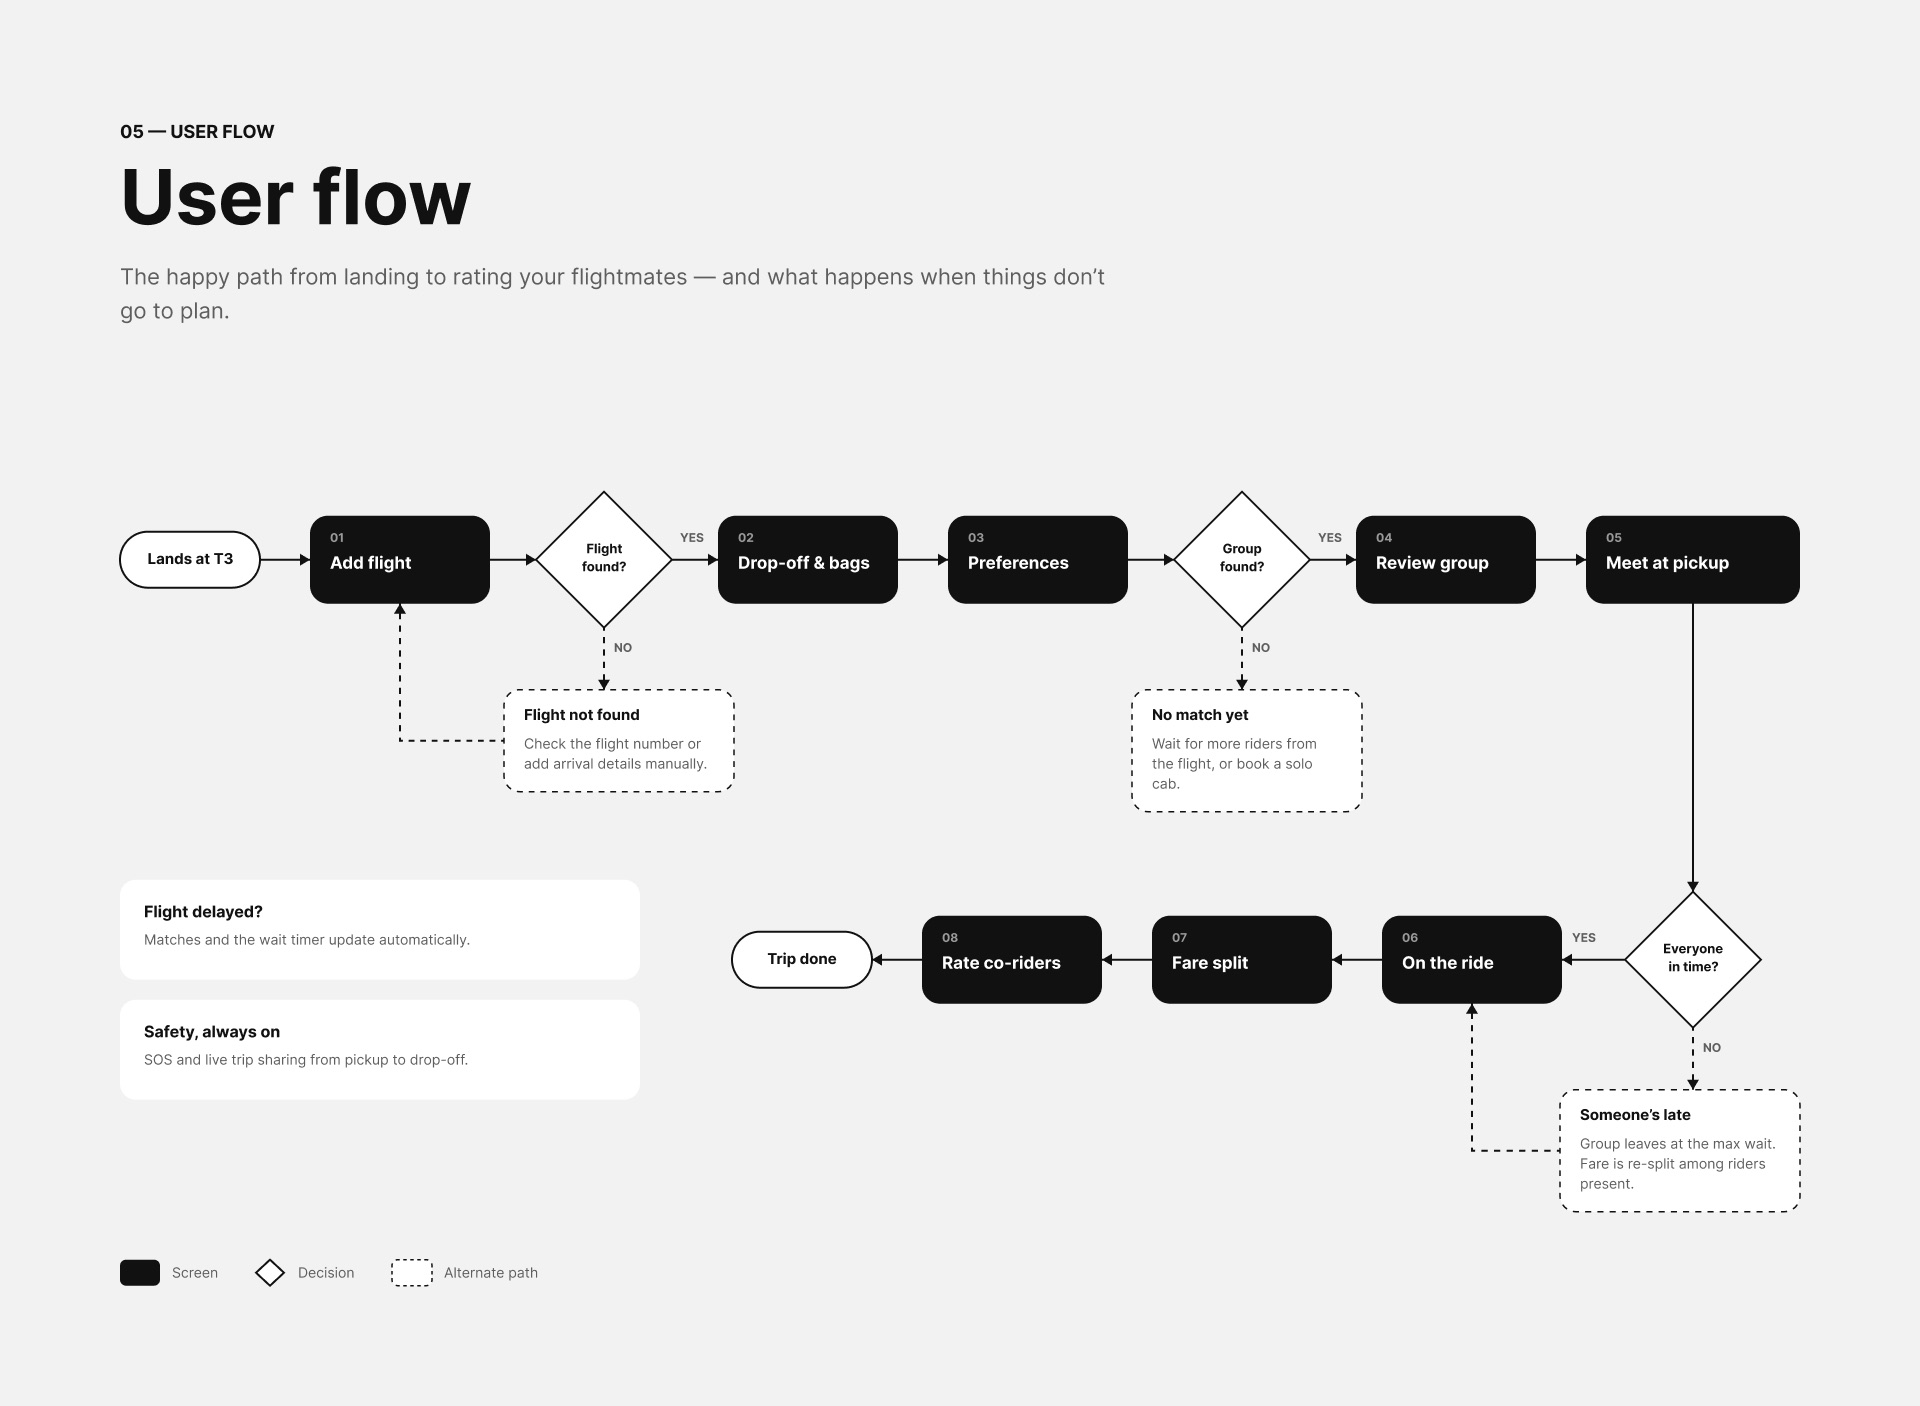 05 — USER FLOW
User flow
The happy path from landing to rating your flightmates — and what happens when things don’t
go to plan.
Lands at T3
01
Add flight
Flight
found?
YES
02
Drop-off & bags
03
Preferences
Group
found?
YES
04
Review group
05
Meet at pickup
NO
Flight not found
Check the flight number or
add arrival details manually.
NO
No match yet
Wait for more riders from
the flight, or book a solo
cab.
Everyone
in time?
YES
06
On the ride
07
Fare split
08
Rate co-riders
Trip done
NO
Someone’s late
Group leaves at the max wait.
Fare is re-split among riders
present.
Flight delayed?
Matches and the wait timer update automatically.
Safety, always on
SOS and live trip sharing from pickup to drop-off.
Screen
Decision
Alternate path